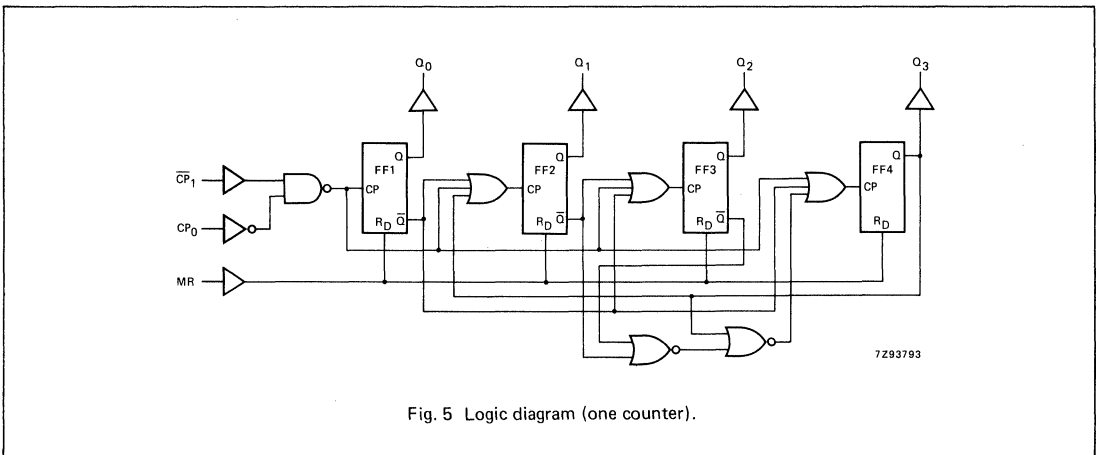 Q0 Q1 Q2 Q3
Q Q Q Q
FF1 FF2 FF3 FF4
C̅P̅1
CP CP CP CP
RD Q̅ RD Q̅ RD Q̅ RD
CP0
MR
7Z93793
Fig. 5 Logic diagram (one counter).